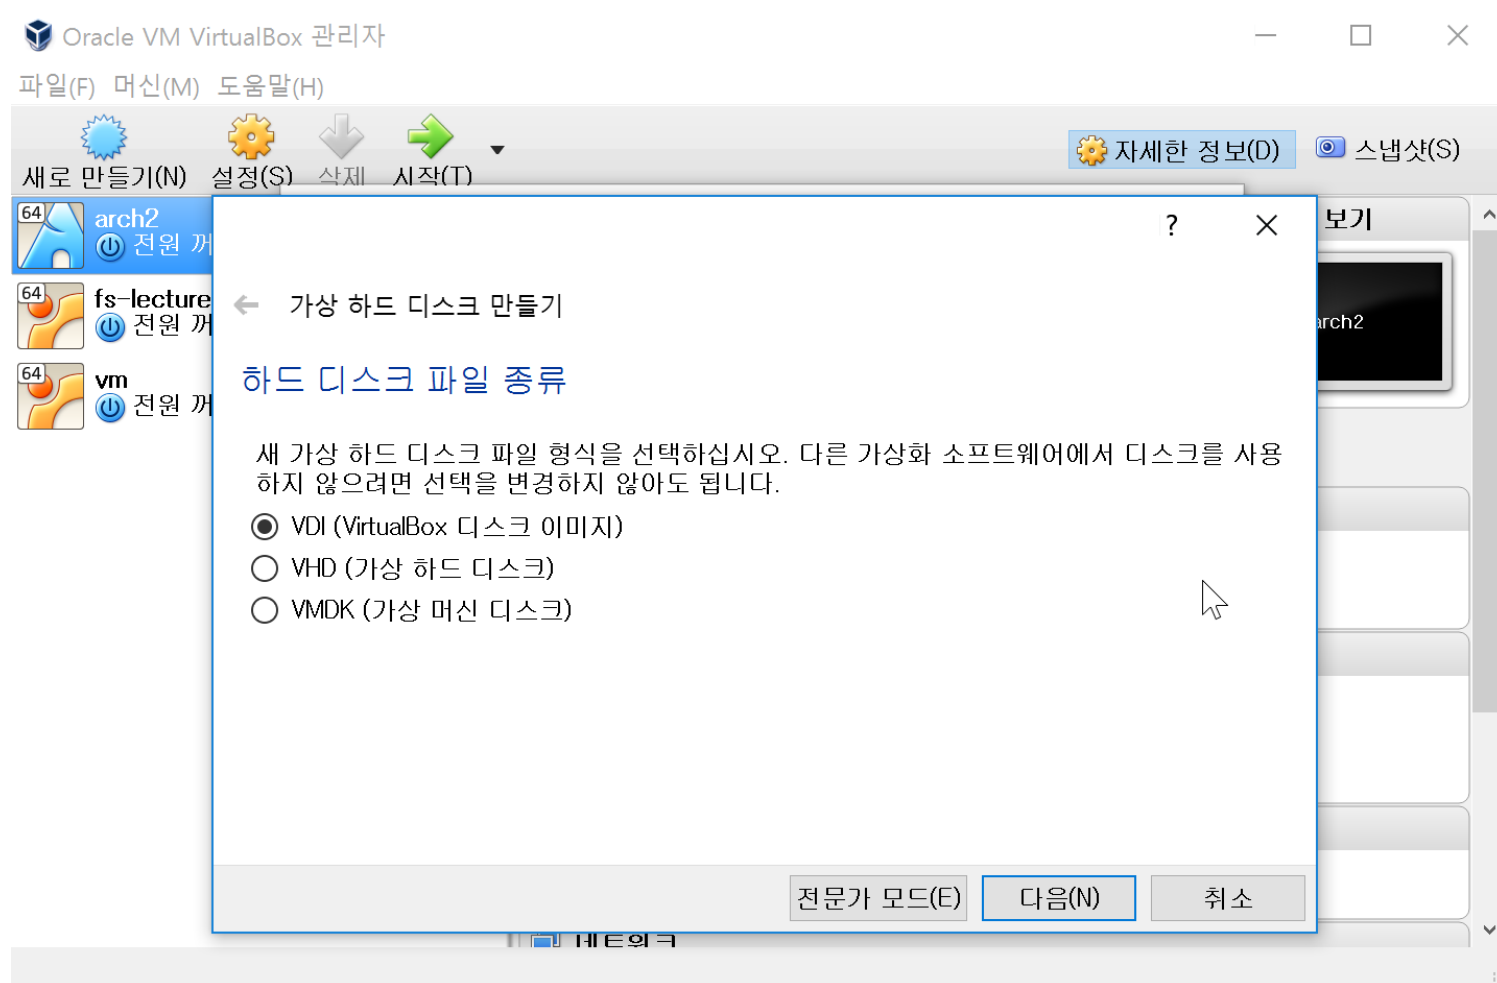 Oracle VM VirtualBox 관리자
파일(F) 머신(M) 도움말(H)
새로 만들기(N) 설정(S) 삭제 시작(T) 자세한 정보(D) 스냅샷(S)
64 arch2
전원 꺼
64 fs-lecture
전원 꺼
64 vm
전원 꺼
보기
arch2
?
가상 하드 디스크 만들기
하드 디스크 파일 종류
새 가상 하드 디스크 파일 형식을 선택하십시오. 다른 가상화 소프트웨어에서 디스크를 사용
하지 않으려면 선택을 변경하지 않아도 됩니다.
VDI (VirtualBox 디스크 이미지)
VHD (가상 하드 디스크)
VMDK (가상 머신 디스크)
전문가 모드(E) 다음(N) 취소
네트워크